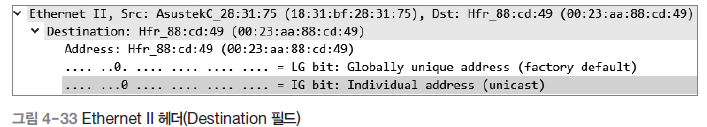 Ethernet II, Src: AsustekC_28:31:75 (18:31:bf:28:31:75), Dst: Hfr_88:cd:49 (00:23:aa:88:cd:49)
Destination: Hfr_88:cd:49 (00:23:aa:88:cd:49)
Address: Hfr_88:cd:49 (00:23:aa:88:cd:49)
.... ..0. .... .... .... .... = LG bit: Globally unique address (factory default)
.... ...0 .... .... .... .... = IG bit: Individual address (unicast)
그림 4-33 Ethernet II 헤더(Destination 필드)